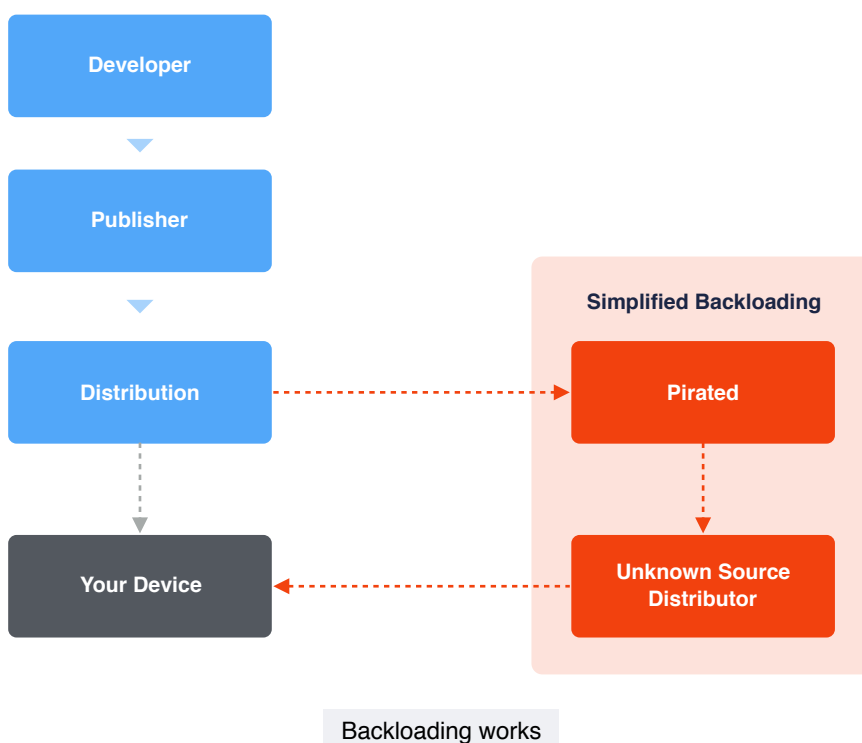 Developer
Publisher
Simplified Backloading
Distribution
Pirated
Your Device
Unknown Source
Distributor
Backloading works